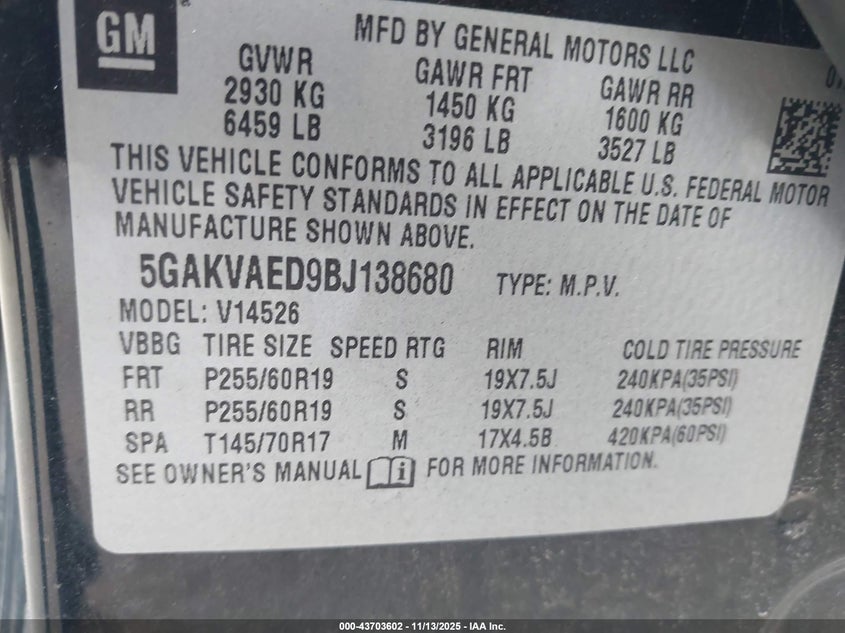 GM
MFD BY GENERAL MOTORS LLC
GVWR GAWR FRT GAWR RR
2930 KG 1450 KG 1600 KG
6459 LB 3196 LB 3527 LB
THIS VEHICLE CONFORMS TO ALL APPLICABLE U.S. FEDERAL MOTOR
VEHICLE SAFETY STANDARDS IN EFFECT ON THE DATE OF
MANUFACTURE SHOWN ABOVE.
5GAKVAED9BJ138680 TYPE: M.P.V.
MODEL: V14526
VBBG TIRE SIZE SPEED RTG RIM COLD TIRE PRESSURE
FRT P255/60R19 S 19X7.5J 240KPA(35PSI)
RR P255/60R19 S 19X7.5J 240KPA(35PSI)
SPA T145/70R17 M 17X4.5B 420KPA(60PSI)
SEE OWNER'S MANUAL i FOR MORE INFORMATION.
000-43703602 - 11/13/2025 - IAA Inc.